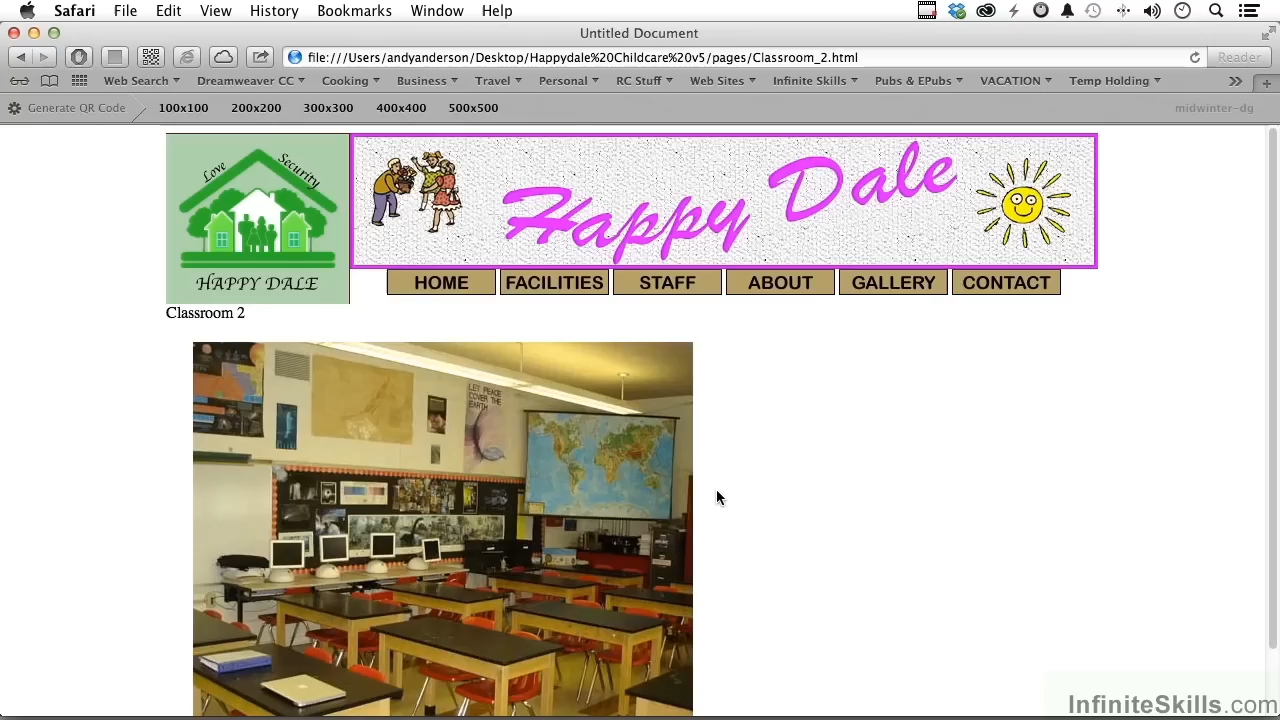 Safari File Edit View History Bookmarks Window Help
Untitled Document
file:///Users/andyanderson/Desktop/Happydale%20Childcare%20v5/pages/Classroom_2.html Reader
Web Search Dreamweaver CC Cooking Business Travel Personal RC Stuff Web Sites Infinite Skills Pubs & EPubs VACATION Temp Holding
Generate QR Code 100x100 200x200 300x300 400x400 500x500 midwinter-dg
Love Security
HAPPY DALE
Happy Dale
HOME FACILITIES STAFF ABOUT GALLERY CONTACT
Classroom 2
LET PEACE
COVER THE
EARTH
InfiniteSkills.com